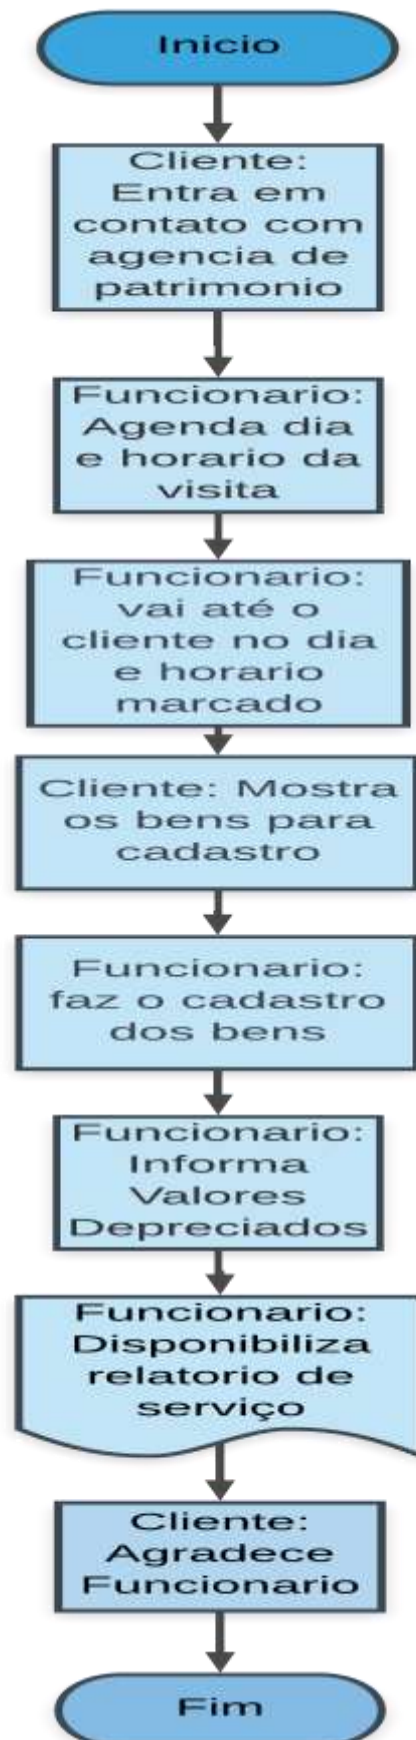 Inicio
Cliente:
Entra em
contato com
agencia de
patrimonio
Funcionario:
Agenda dia
e horario da
visita
Funcionario:
vai até o
cliente no dia
e horario
marcado
Cliente: Mostra
os bens para
cadastro
Funcionario:
faz o cadastro
dos bens
Funcionario:
Informa
Valores
Depreciados
Funcionario:
Disponibiliza
relatorio de
serviço
Cliente:
Agradece
Funcionario
Fim